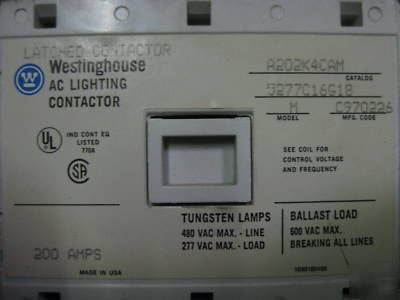 LATCHED CONTACTOR
Westinghouse
AC LIGHTING
CONTACTOR
A202K4CAM
CATALOG
5277C16G18
M C970226
MODEL CODE
UL
IND CONT EQ
LISTED
770A
SA
SEE COIL FOR
CONTROL VOLTAGE
AND FREQUENCY
TUNGSTEN LAMPS
480 VAC MAX. - LINE
277 VAC MAX. - LOAD
BALLAST LOAD
600 VAC MAX.
BREAKING ALL LINES
200 AMPS
MADE IN USA